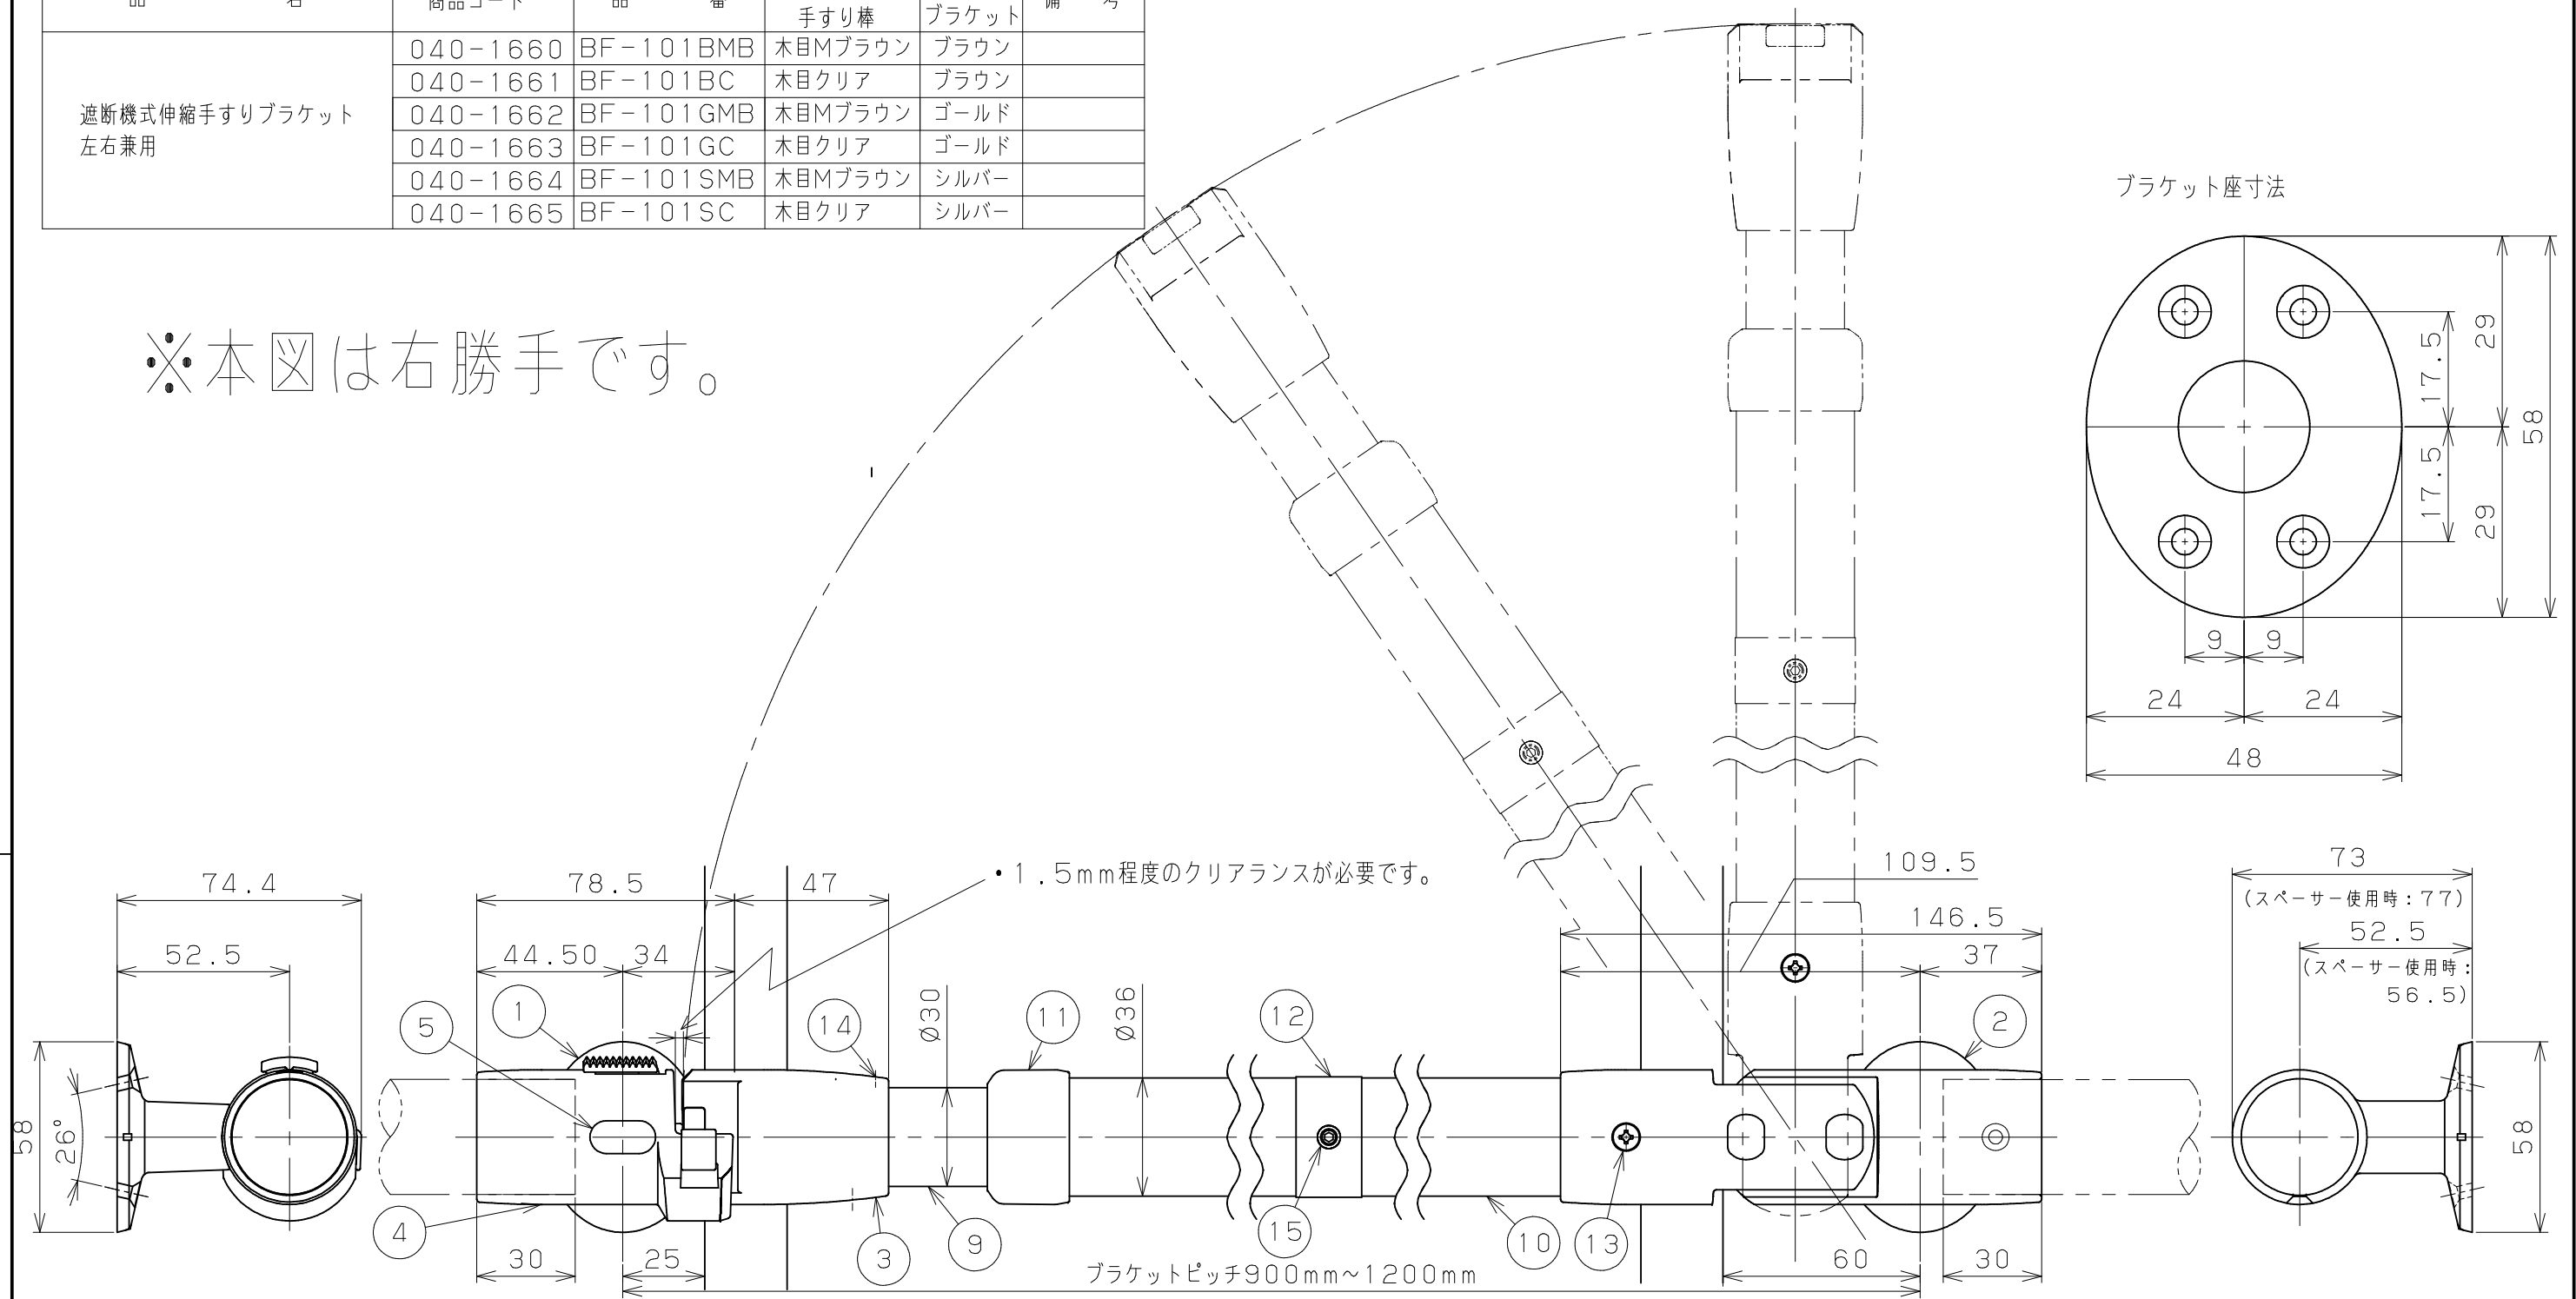 品 名 商品コード 品 番 手すり棒 ブラケット 備 考
遮断機式伸縮手すりブラケット
左右兼用
040-1660 BF-101BMB 木目Mブラウン ブラウン
040-1661 BF-101BC 木目クリア ブラウン
040-1662 BF-101GMB 木目Mブラウン ゴールド
040-1663 BF-101GC 木目クリア ゴールド
040-1664 BF-101SMB 木目Mブラウン シルバー
040-1665 BF-101SC 木目クリア シルバー
※本図は右勝手です。
ブラケット座寸法
29
17.5
58
17.5
29
9 9
24 24
48
74.4
52.5
58
26°
78.5 47
44.50 34
・1.5mm程度のクリアランスが必要です。
109.5
146.5
37
73
(スペーサー使用時:77)
52.5
(スペーサー使用時:
56.5)
58
5
1
14
Ø30
11
Ø36
12
2
4
3
9
15
10
13
30
25
60
30
ブラケットピッチ900mm~1200mm